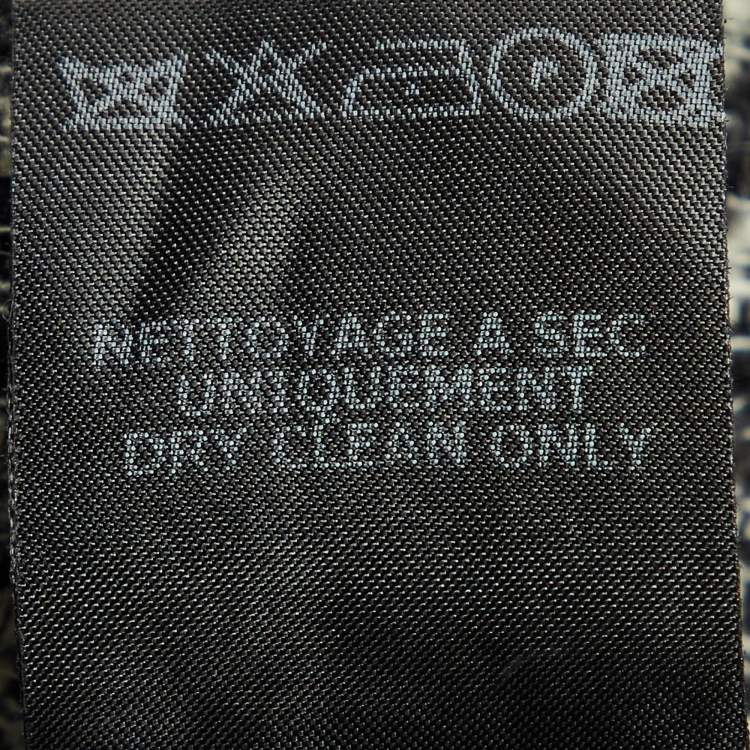 NETTOYAGE A SEC
UNIQUEMENT
DRY CLEAN ONLY